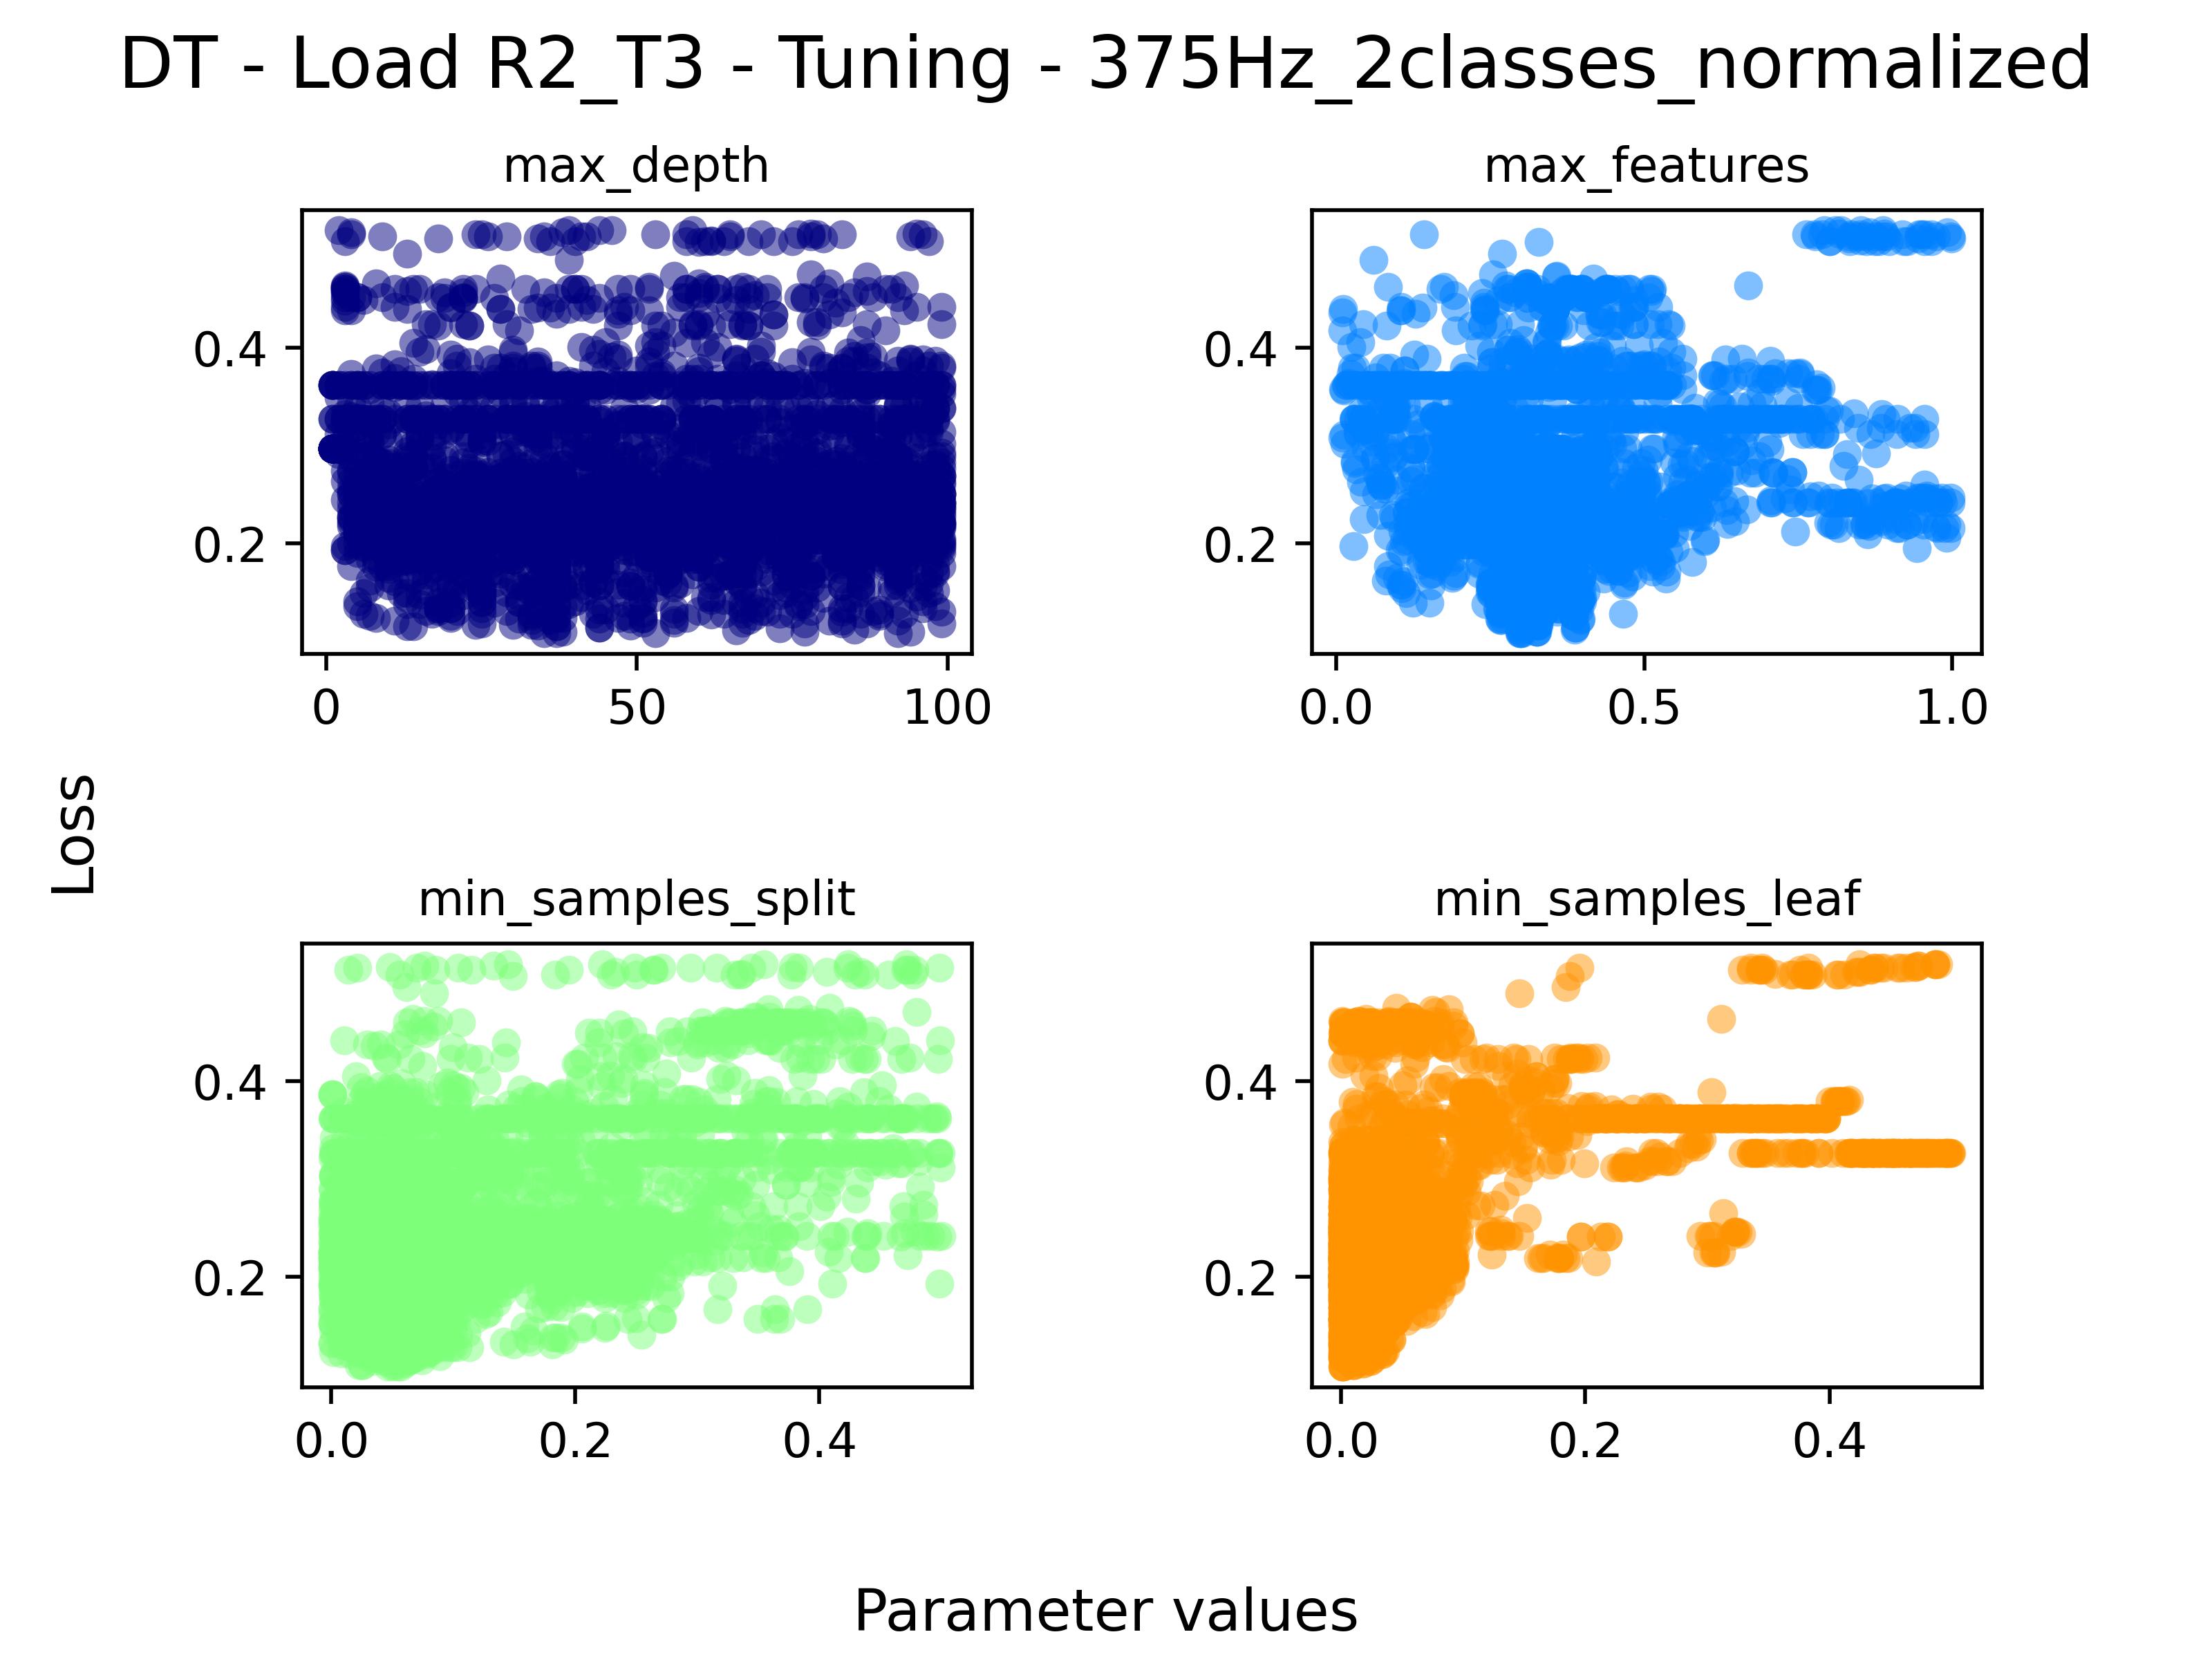 DT - Load R2_T3 - Tuning - 375Hz_2classes_normalized
max_depth
max_features
0.4
0.2
0
50
100
0.4
0.2
0.0
0.5
1.0
Loss
min_samples_split
min_samples_leaf
0.4
0.2
0.0
0.2
0.4
0.4
0.2
0.0
0.2
0.4
Parameter values